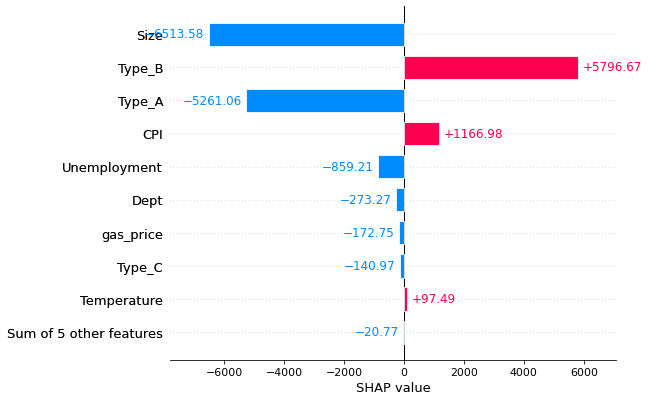 Size −6513.58
Type_B +5796.67
Type_A −5261.06
CPI +1166.98
Unemployment −859.21
Dept −273.27
gas_price −172.75
Type_C −140.97
Temperature +97.49
Sum of 5 other features −20.77
−6000 −4000 −2000 0 2000 4000 6000
SHAP value